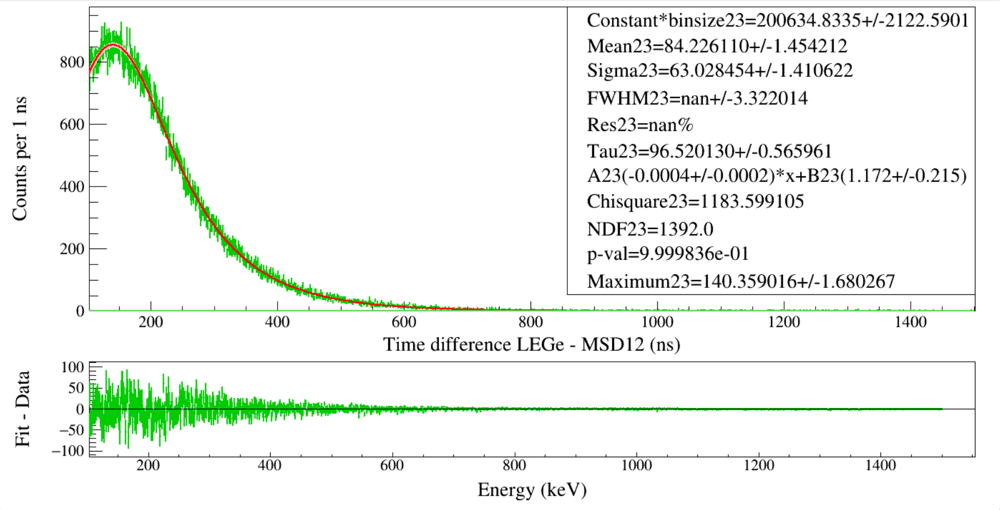 Constant*binsize23=200634.8335+/-2122.5901
Mean23=84.226110+/-1.454212
Sigma23=63.028454+/-1.410622
FWHM23=nan+/-3.322014
Res23=nan%
Tau23=96.520130+/-0.565961
A23(-0.0004+/-0.0002)*x+B23(1.172+/-0.215)
Chisquare23=1183.599105
NDF23=1392.0
p-val=9.999836e-01
Maximum23=140.359016+/-1.680267
Counts per 1 ns
800
600
400
200
0
200 400 600 800 1000 1200 1400
Time difference LEGe - MSD12 (ns)
Fit - Data
100
50
0
−50
−100
200 400 600 800 1000 1200 1400
Energy (keV)